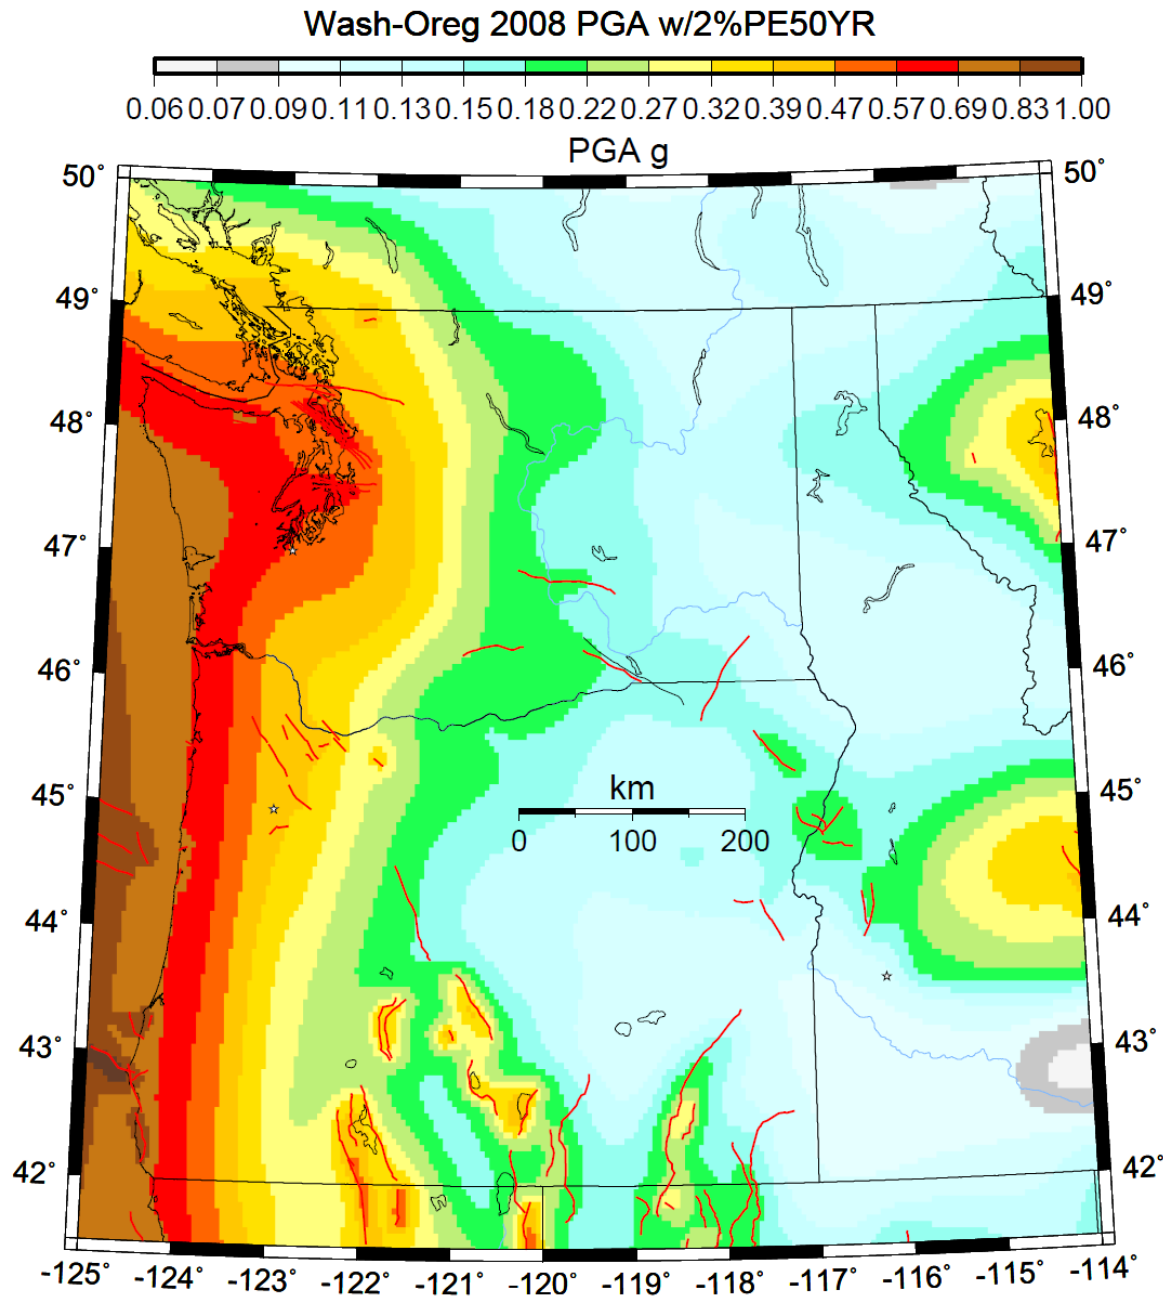 Wash-Oreg 2008 PGA w/2%PE50YR
0.06 0.07 0.09 0.11 0.13 0.15 0.18 0.22 0.27 0.32 0.39 0.47 0.57 0.69 0.83 1.00
PGA g
50˚ 50˚
49˚ 49˚
48˚ 48˚
47˚ 47˚
46˚ 46˚
45˚ 45˚
km
0 100 200
44˚ 44˚
43˚ 43˚
42˚ 42˚
-125˚ -124˚ -123˚ -122˚ -121˚ -120˚ -119˚ -118˚ -117˚ -116˚ -115˚ -114˚